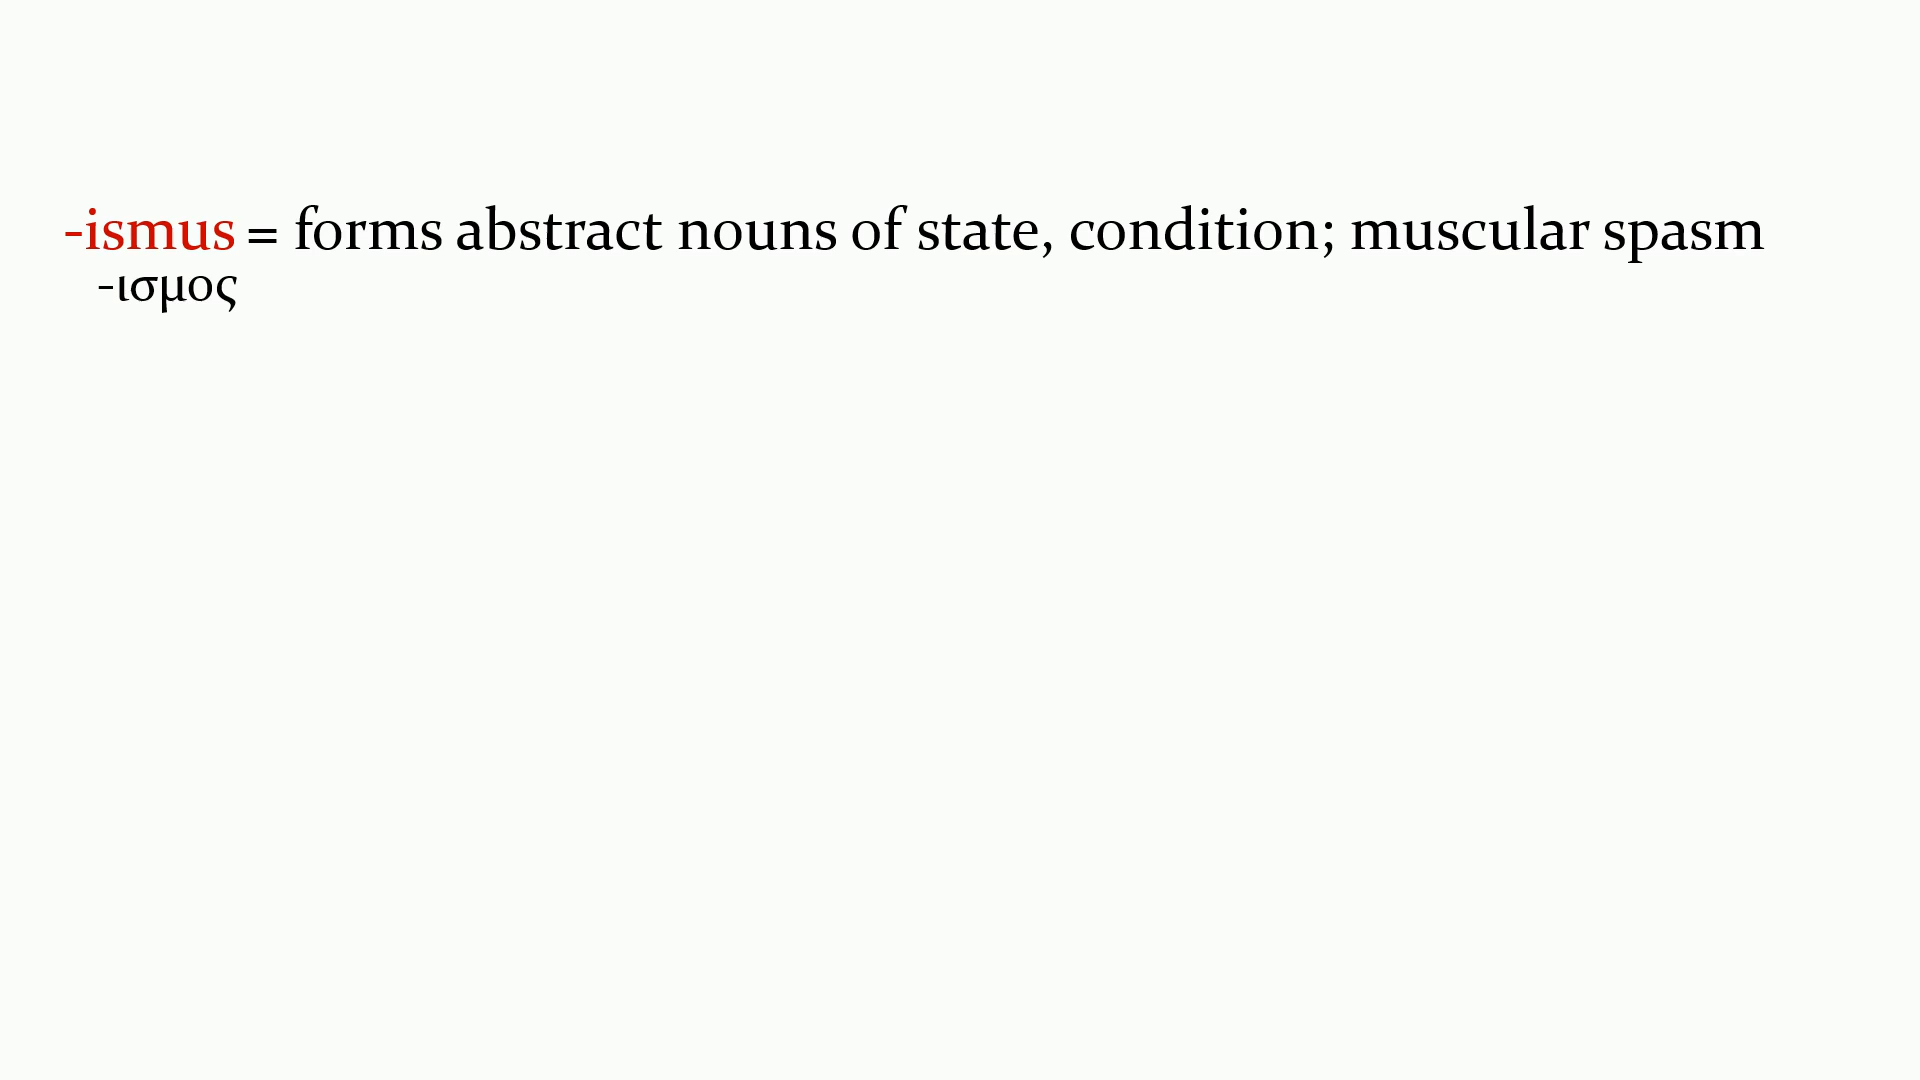 -ismus = forms abstract nouns of state, condition; muscular spasm
-ισμος